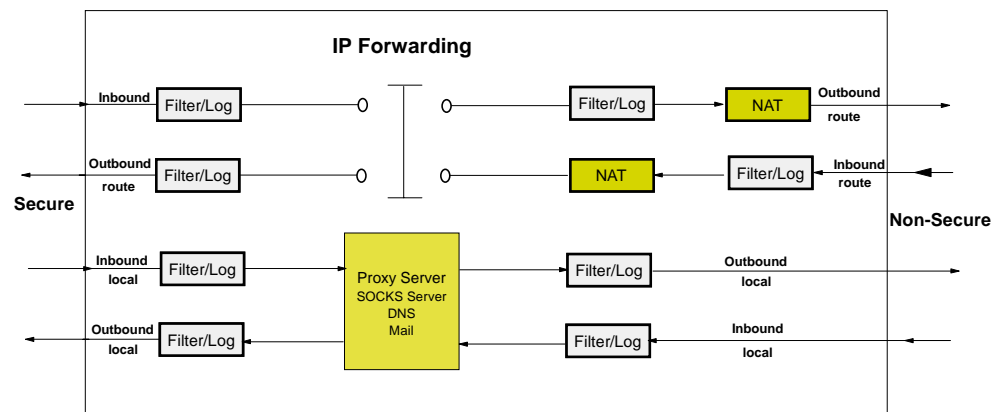 IP Forwarding
Inbound
Filter/Log
Filter/Log
NAT
Outbound
route
Outbound
route
Filter/Log
NAT
Filter/Log
Inbound
route
Secure
Non-Secure
Inbound
local
Filter/Log
Proxy Server
SOCKS Server
DNS
Mail
Filter/Log
Outbound
local
Outbound
local
Filter/Log
Filter/Log
Inbound
local